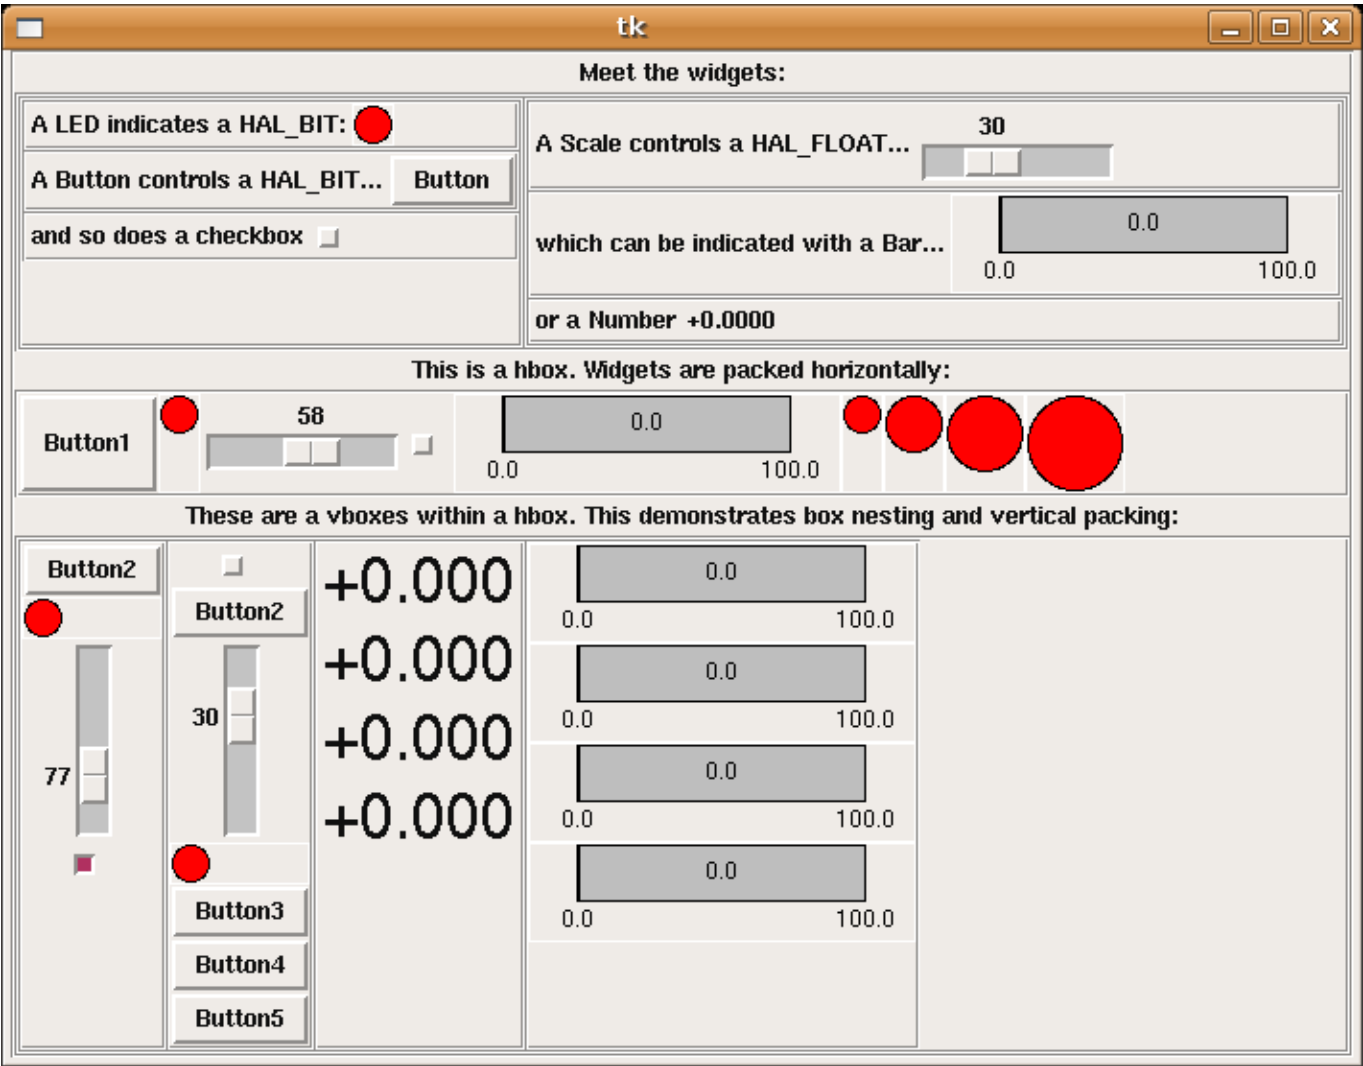 tk
Meet the widgets:
A LED indicates a HAL_BIT:
A Button controls a HAL_BIT... Button
and so does a checkbox
A Scale controls a HAL_FLOAT... 30
which can be indicated with a Bar... 0.0
0.0 100.0
or a Number +0.0000
This is a hbox. Widgets are packed horizontally:
Button1 58 0.0
0.0 100.0
These are a vboxes within a hbox. This demonstrates box nesting and vertical packing:
Button2
77
Button2
30
Button3
Button4
Button5
+0.000
+0.000
+0.000
+0.000
0.0
0.0 100.0
0.0
0.0 100.0
0.0
0.0 100.0
0.0
0.0 100.0